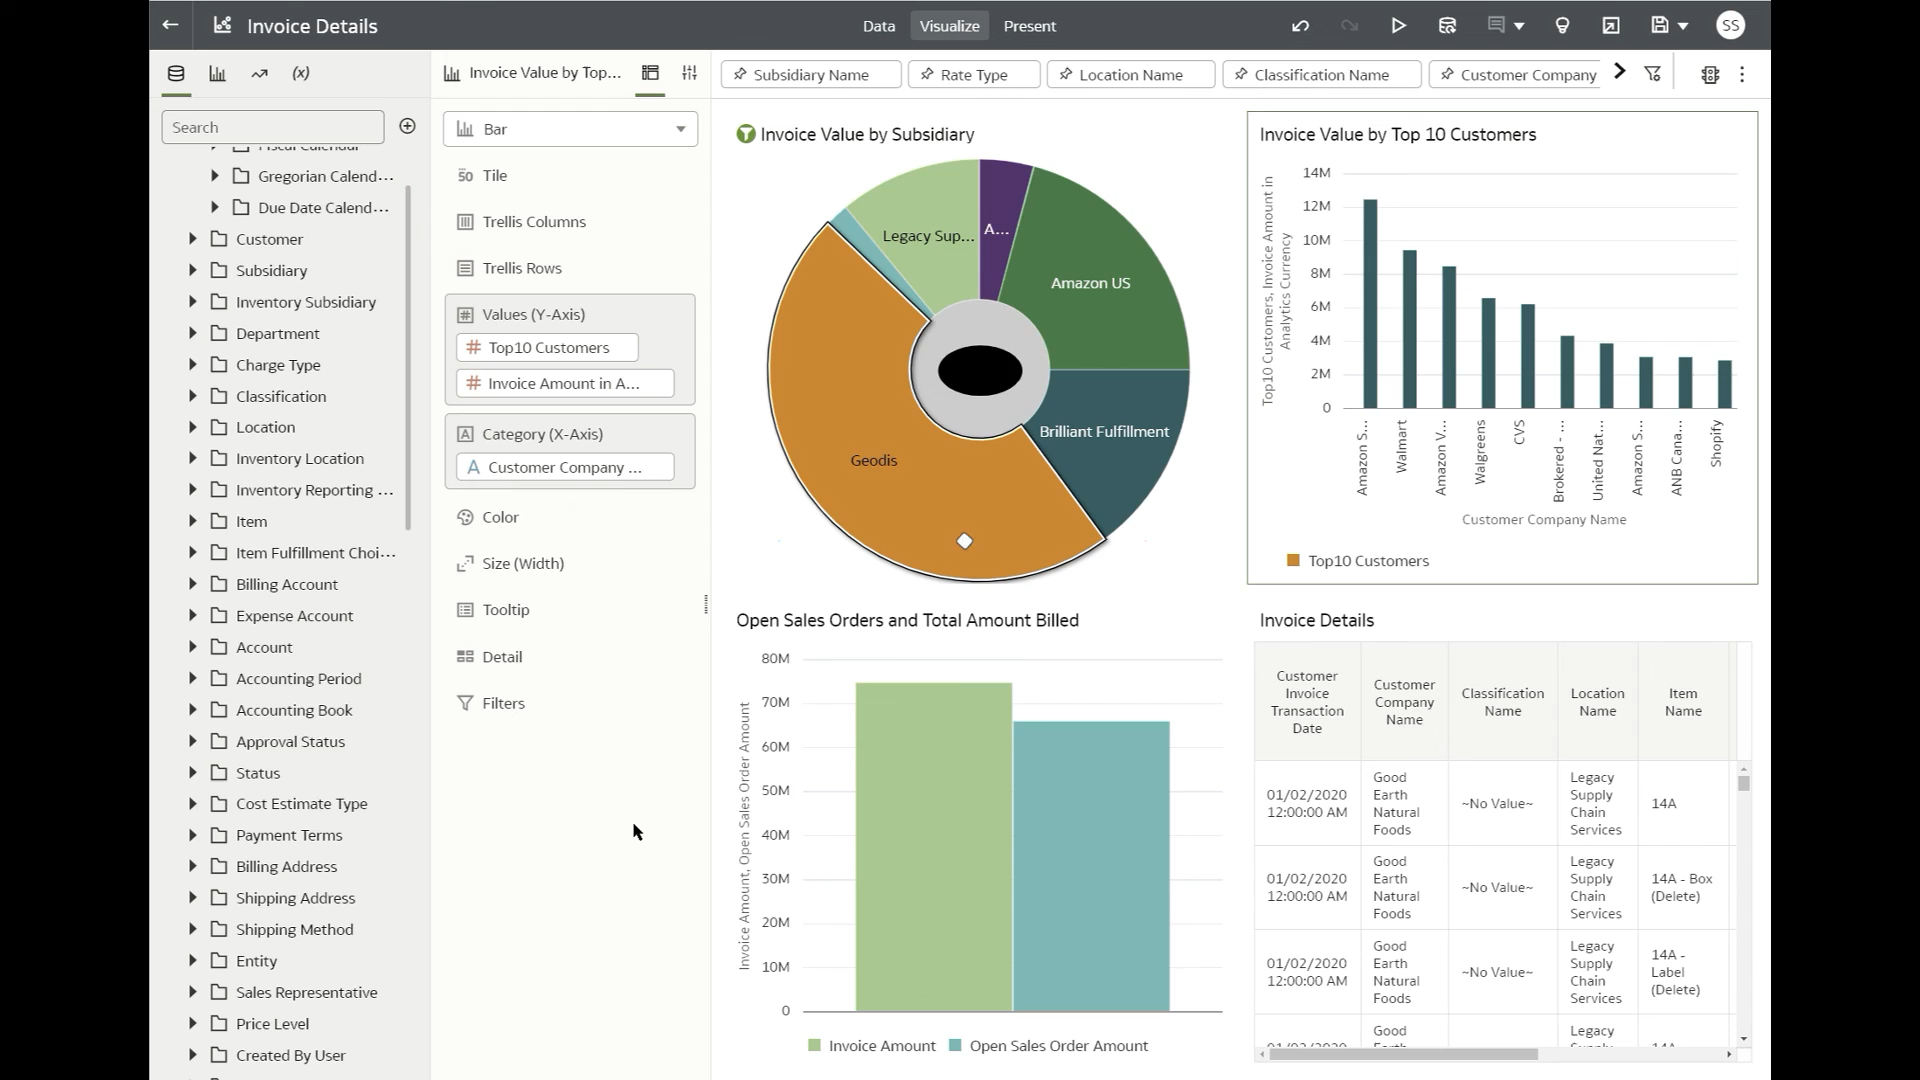 Invoice Details
Data
Visualize
Present
SS
(x)
Invoice Value by Top...
Subsidiary Name
Rate Type
Location Name
Classification Name
Customer Company
Search
Fiscal Calendar
Gregorian Calend...
Due Date Calend...
Customer
Subsidiary
Inventory Subsidiary
Department
Charge Type
Classification
Location
Inventory Location
Inventory Reporting ...
Item
Item Fulfillment Choi...
Billing Account
Expense Account
Account
Accounting Period
Accounting Book
Approval Status
Status
Cost Estimate Type
Payment Terms
Billing Address
Shipping Address
Shipping Method
Entity
Sales Representative
Price Level
Created By User
Bar
50 Tile
Trellis Columns
Trellis Rows
# Values (Y-Axis)
# Top10 Customers
# Invoice Amount in A...
A Category (X-Axis)
A Customer Company ...
Color
Size (Width)
Tooltip
Detail
Filters
Invoice Value by Subsidiary
Legacy Sup...
A...
Amazon US
Brilliant Fulfillment
Geodis
Invoice Value by Top 10 Customers
Top10 Customers, Invoice Amount in
Analytics Currency
14M
12M
10M
8M
6M
4M
2M
0
Amazon S...
Walmart
Amazon V...
Walgreens
CVS
Brokered - ...
United Nat...
Amazon S...
ANB Cana...
Shopify
Customer Company Name
Top10 Customers
Open Sales Orders and Total Amount Billed
Invoice Amount, Open Sales Order Amount
80M
70M
60M
50M
40M
30M
20M
10M
0
Invoice Amount
Open Sales Order Amount
Invoice Details
Customer
Invoice
Transaction
Date
Customer
Company
Name
Classification
Name
Location
Name
Item
Name
01/02/2020
12:00:00 AM
Good
Earth
Natural
Foods
~No Value~
Legacy
Supply
Chain
Services
14A
01/02/2020
12:00:00 AM
Good
Earth
Natural
Foods
~No Value~
Legacy
Supply
Chain
Services
14A - Box
(Delete)
01/02/2020
12:00:00 AM
Good
Earth
Natural
Foods
~No Value~
Legacy
Supply
Chain
Services
14A -
Label
(Delete)
01/02/2020
Good
Earth
Legacy
Supply
14A